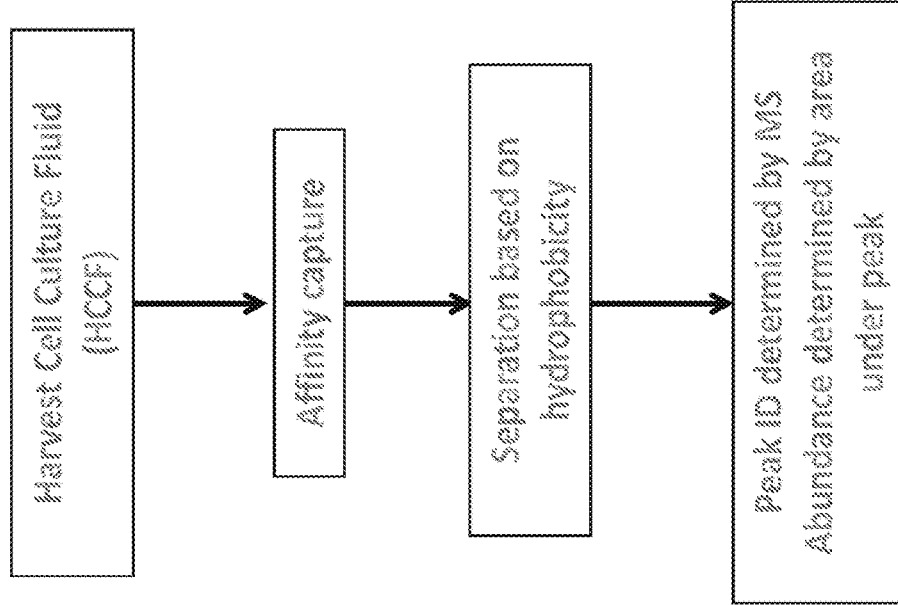 Harvest Cell Culture Fluid
(HCCF)
Affinity capture
Separation based on
hydrophobicity
Peak ID determined by MS
Abundance determined by area
under peak